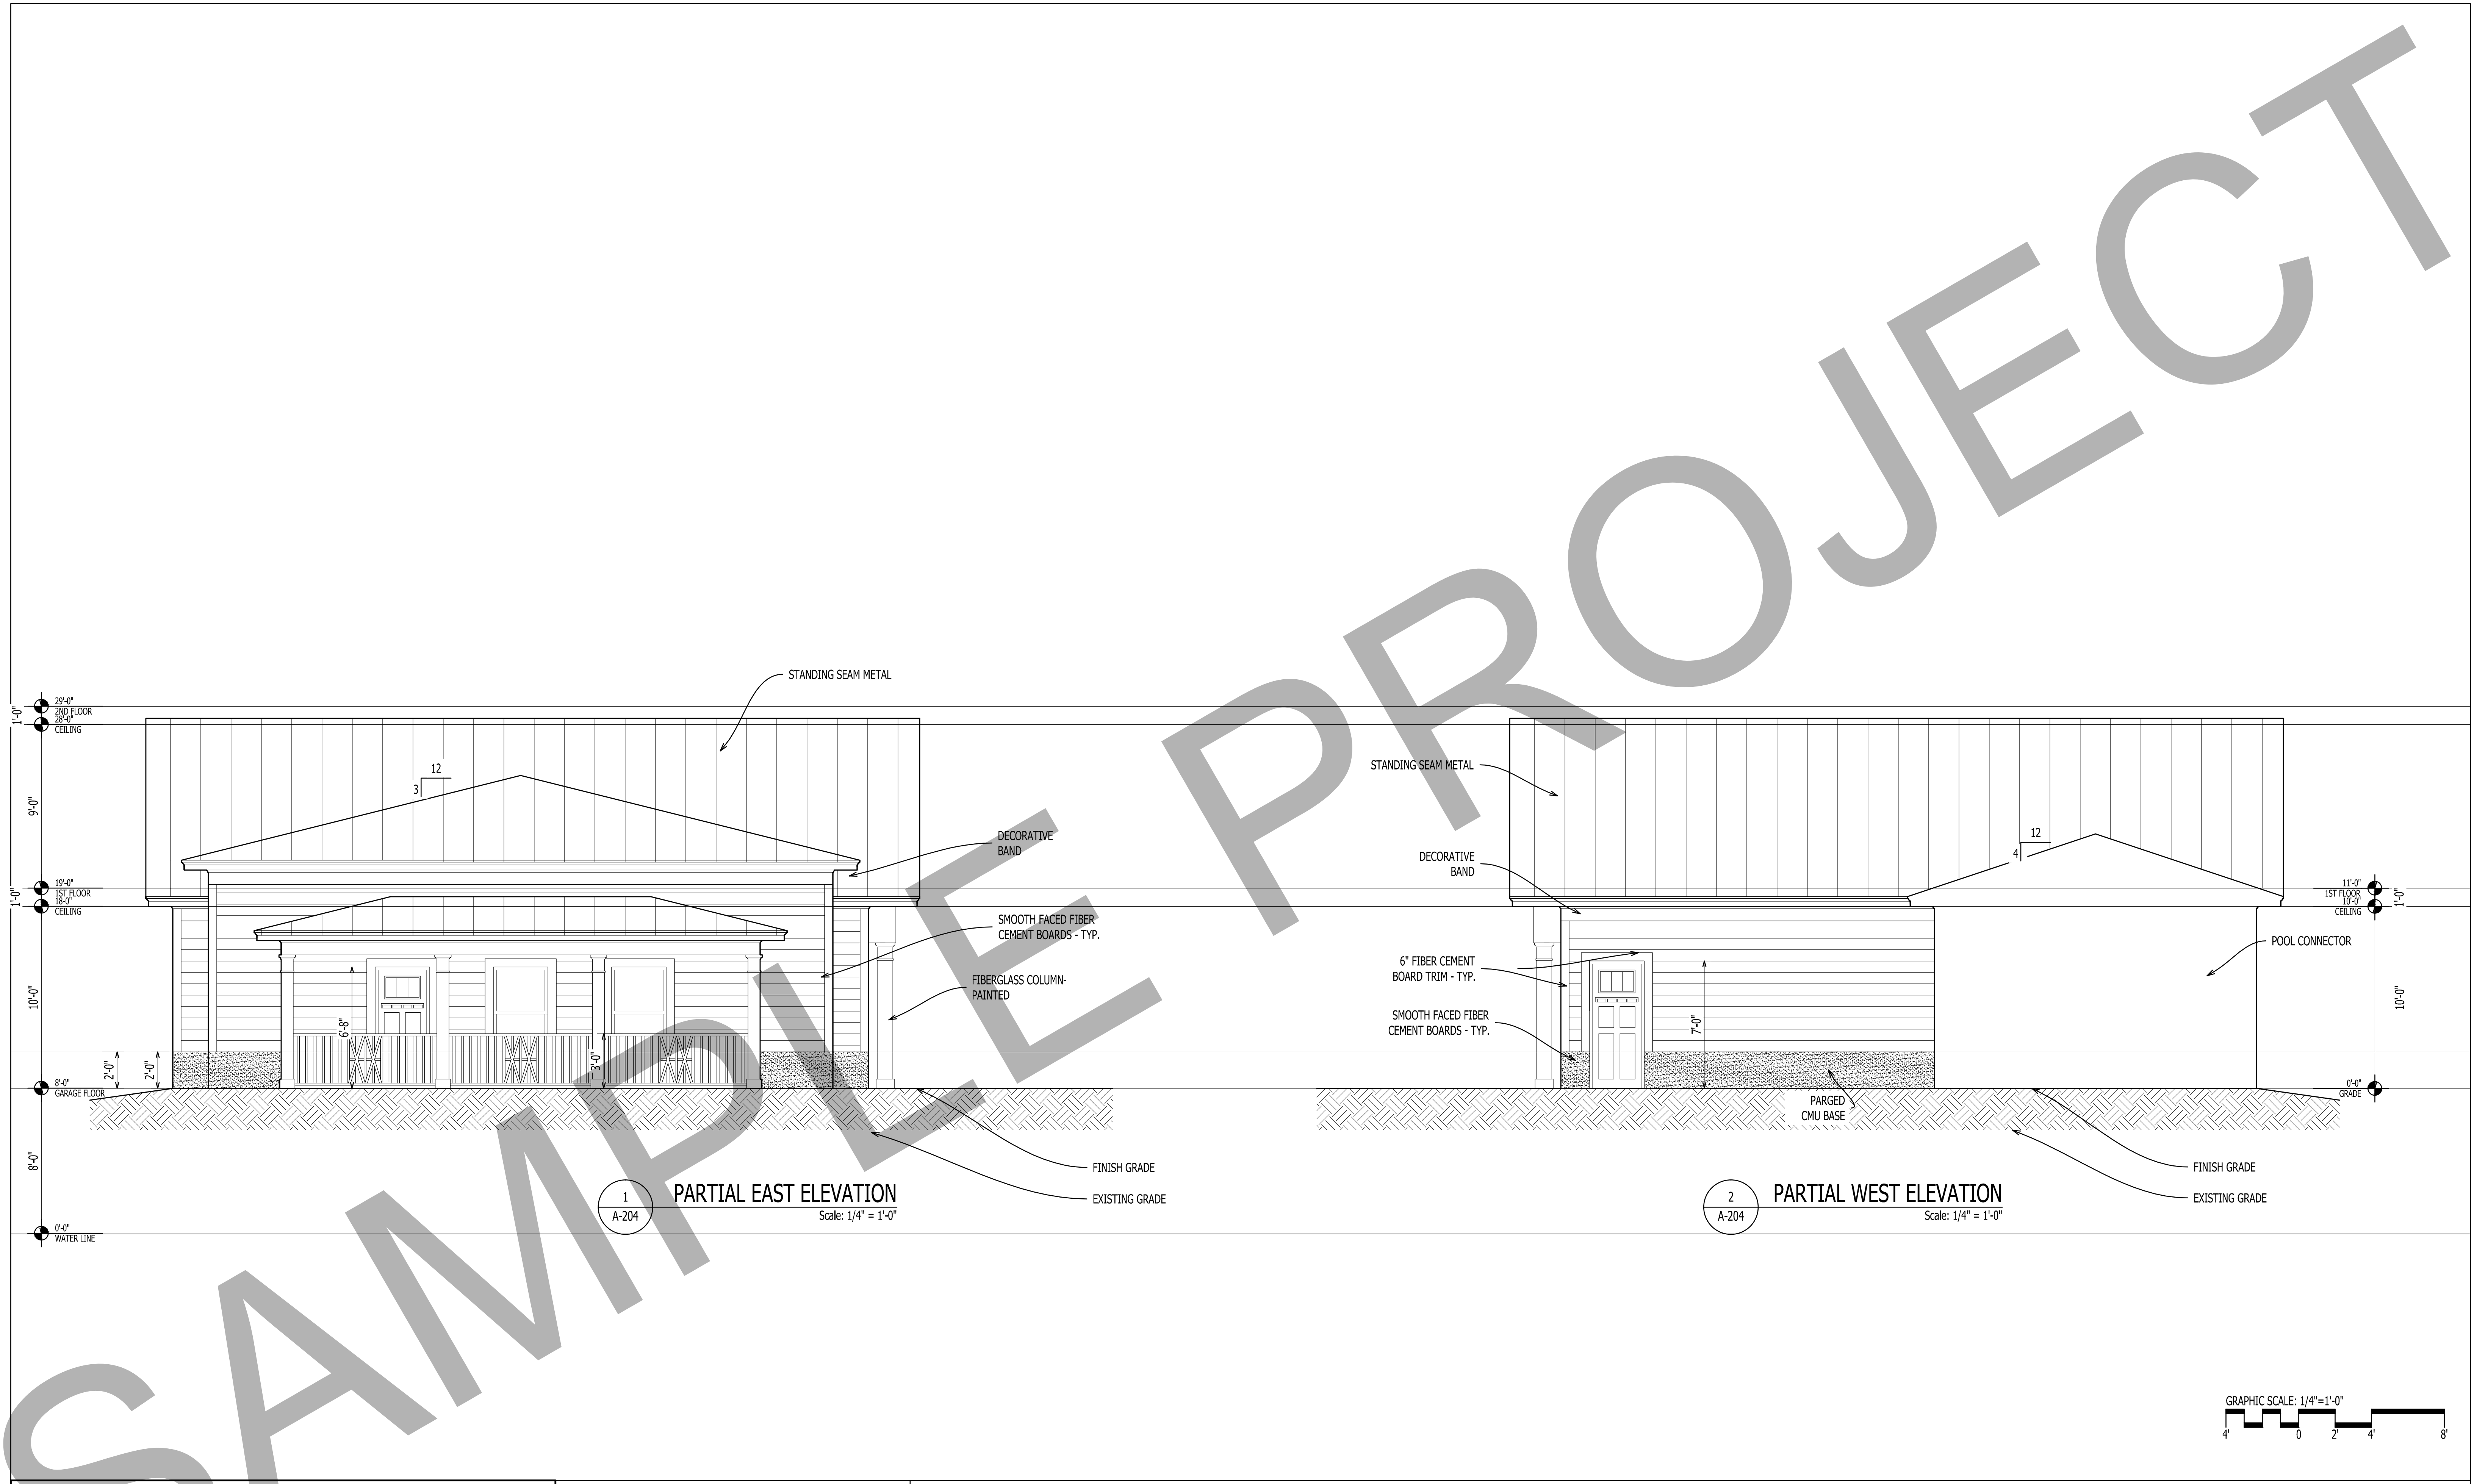 SAMPLE PROJECT
STANDING SEAM METAL
29'-0"
2ND FLOOR
1'-0"
28'-0"
CEILING
12
3
9'-0"
DECORATIVE
BAND
19'-0"
1ST FLOOR
1'-0"
18-0"
CEILING
SMOOTH FACED FIBER
CEMENT BOARDS - TYP.
FIBERGLASS COLUMN-
PAINTED
10'-0"
6'-8"
3'-0"
2'-0"
2'-0"
8'-0"
GARAGE FLOOR
8'-0"
FINISH GRADE
EXISTING GRADE
0'-0"
WATER LINE
1
A-204
PARTIAL EAST ELEVATION
Scale: 1/4" = 1'-0"
STANDING SEAM METAL
12
4
DECORATIVE
BAND
11'-0"
1ST FLOOR
1'-0"
10'-0"
CEILING
POOL CONNECTOR
6" FIBER CEMENT
BOARD TRIM - TYP.
10'-0"
SMOOTH FACED FIBER
CEMENT BOARDS - TYP.
7'-0"
0'-0"
GRADE
PARGED
CMU BASE
FINISH GRADE
EXISTING GRADE
2
A-204
PARTIAL WEST ELEVATION
Scale: 1/4" = 1'-0"
GRAPHIC SCALE: 1/4"=1'-0"
4' 0 2' 4' 8'